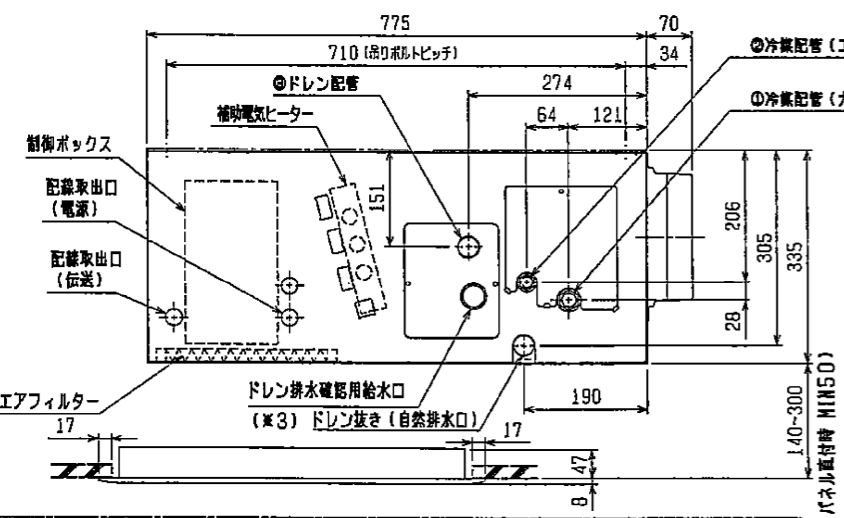 775
70
710 (吊りボルトピッチ)
34
②冷媒配管 (
③ドレン配管
274
補助電気ヒーター
64
121
①冷媒配管 (
制御ボックス
配線取出口
(電源)
151
206
305
335
配線取出口
(伝送)
28
エアフィルター
ドレン排水確認用給水口
(※3) ドレン抜き (自然排水口)
190
17
17
47
8
140~300
パネル直付時 MIN50)